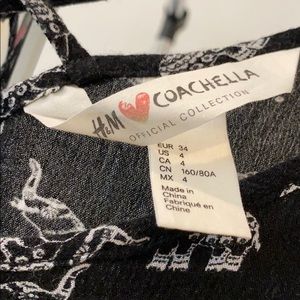 H&M COACHELLA
OFFICIAL COLLECTION
EUR 34
US 4
CA 4
CN 160/80A
MX 4
Made in
China
Fabriqué en
Chine